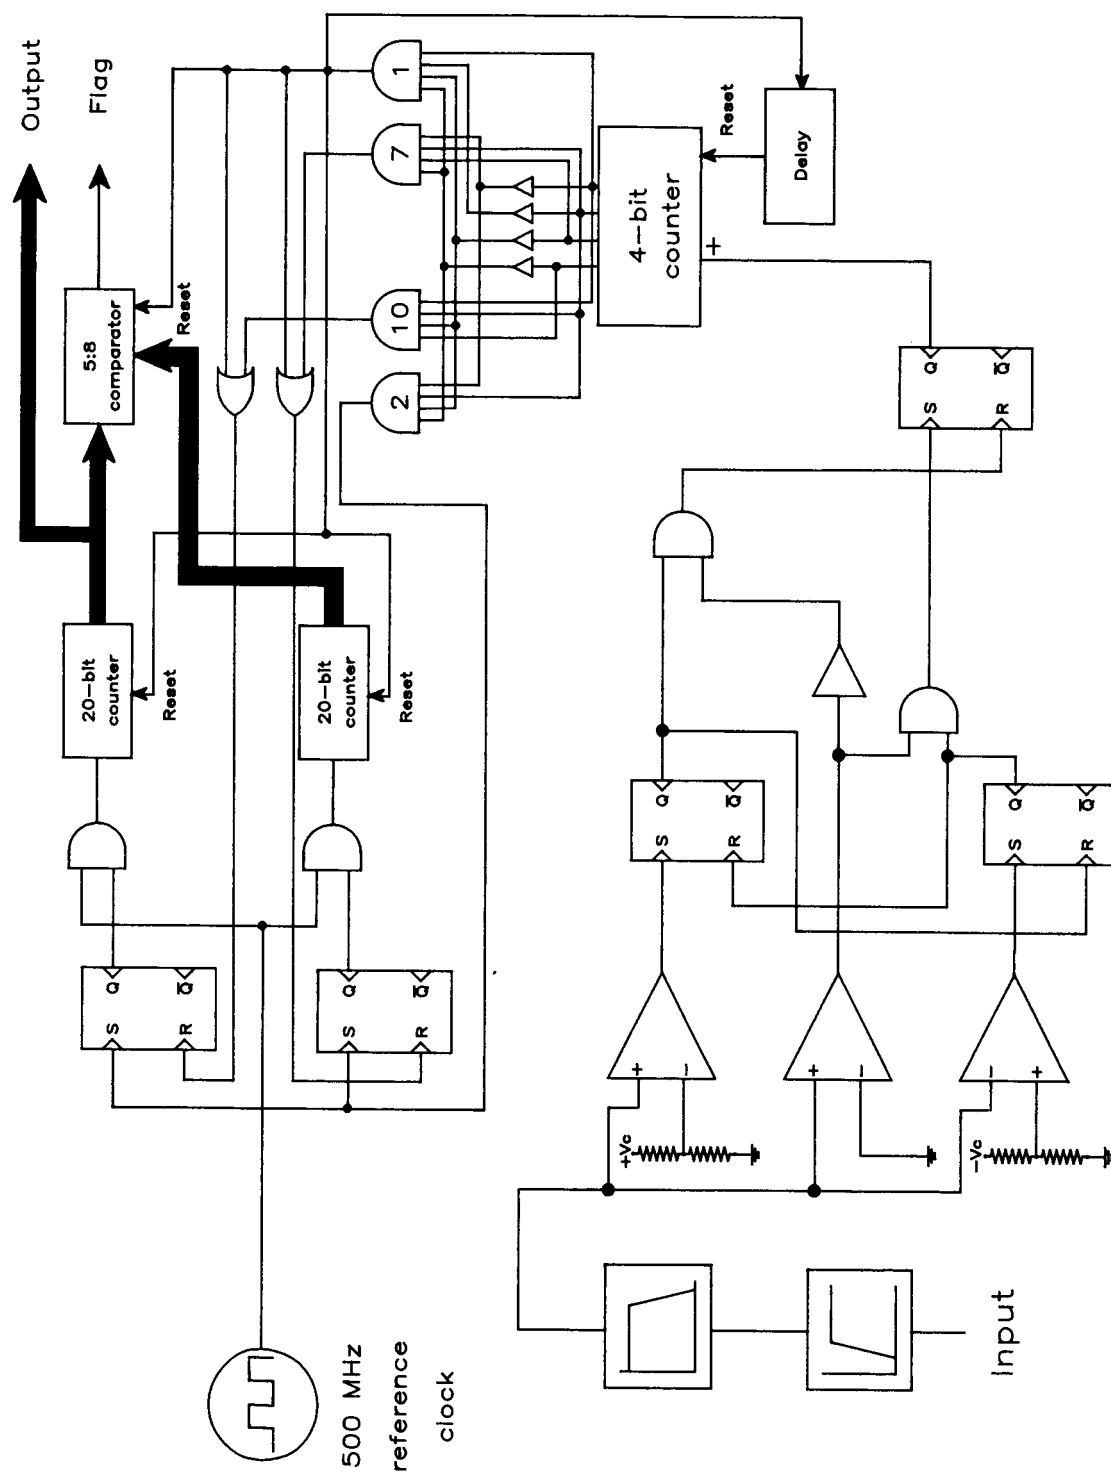 Output
Flag
5:8
comparator
Reset
20-bit
counter
Reset
20-bit
counter
Reset
S
Q
R
Q̅
S
Q
R
Q̅
500 MHz
reference
clock
1
7
10
2
4-bit
counter
+
Reset
Delay
S
Q
R
Q̅
S
Q
R
Q̅
S
Q
R
Q̅
+
-
+Vc
+
-
-
+
-Vc
Input